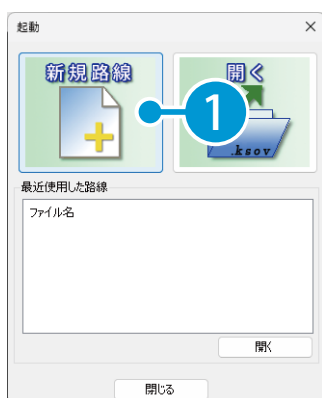 起動
新規路線
開く
1
.ksov
最近使用した路線
ファイル名
開く
閉じる